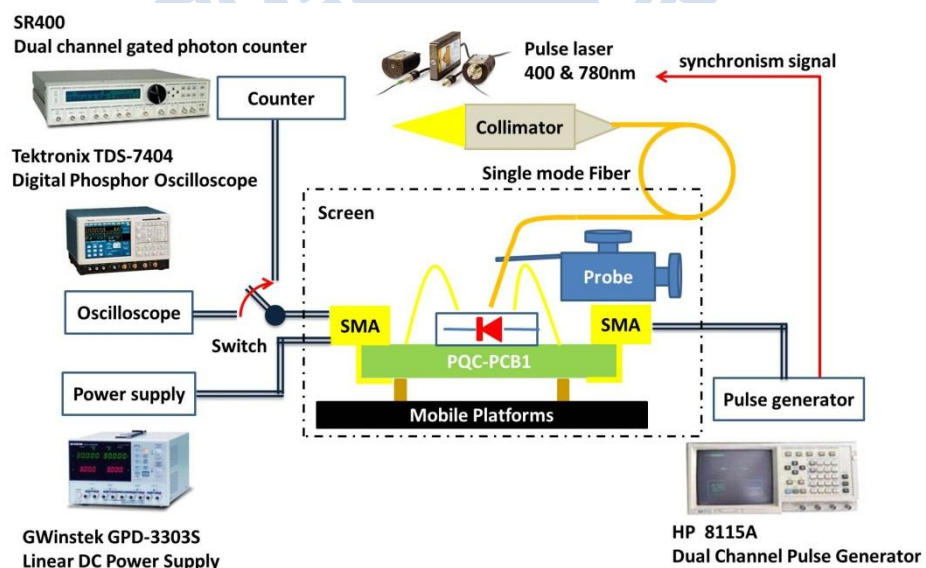 SR400
Dual channel gated photon counter
Counter
Pulse laser
400 & 780nm
synchronism signal
Collimator
Single mode Fiber
Tektronix TDS-7404
Digital Phosphor Oscilloscope
Screen
Probe
Oscilloscope
Switch
SMA
SMA
PQC-PCB1
Power supply
Mobile Platforms
Pulse generator
GWinstek GPD-3303S
Linear DC Power Supply
HP 8115A
Dual Channel Pulse Generator